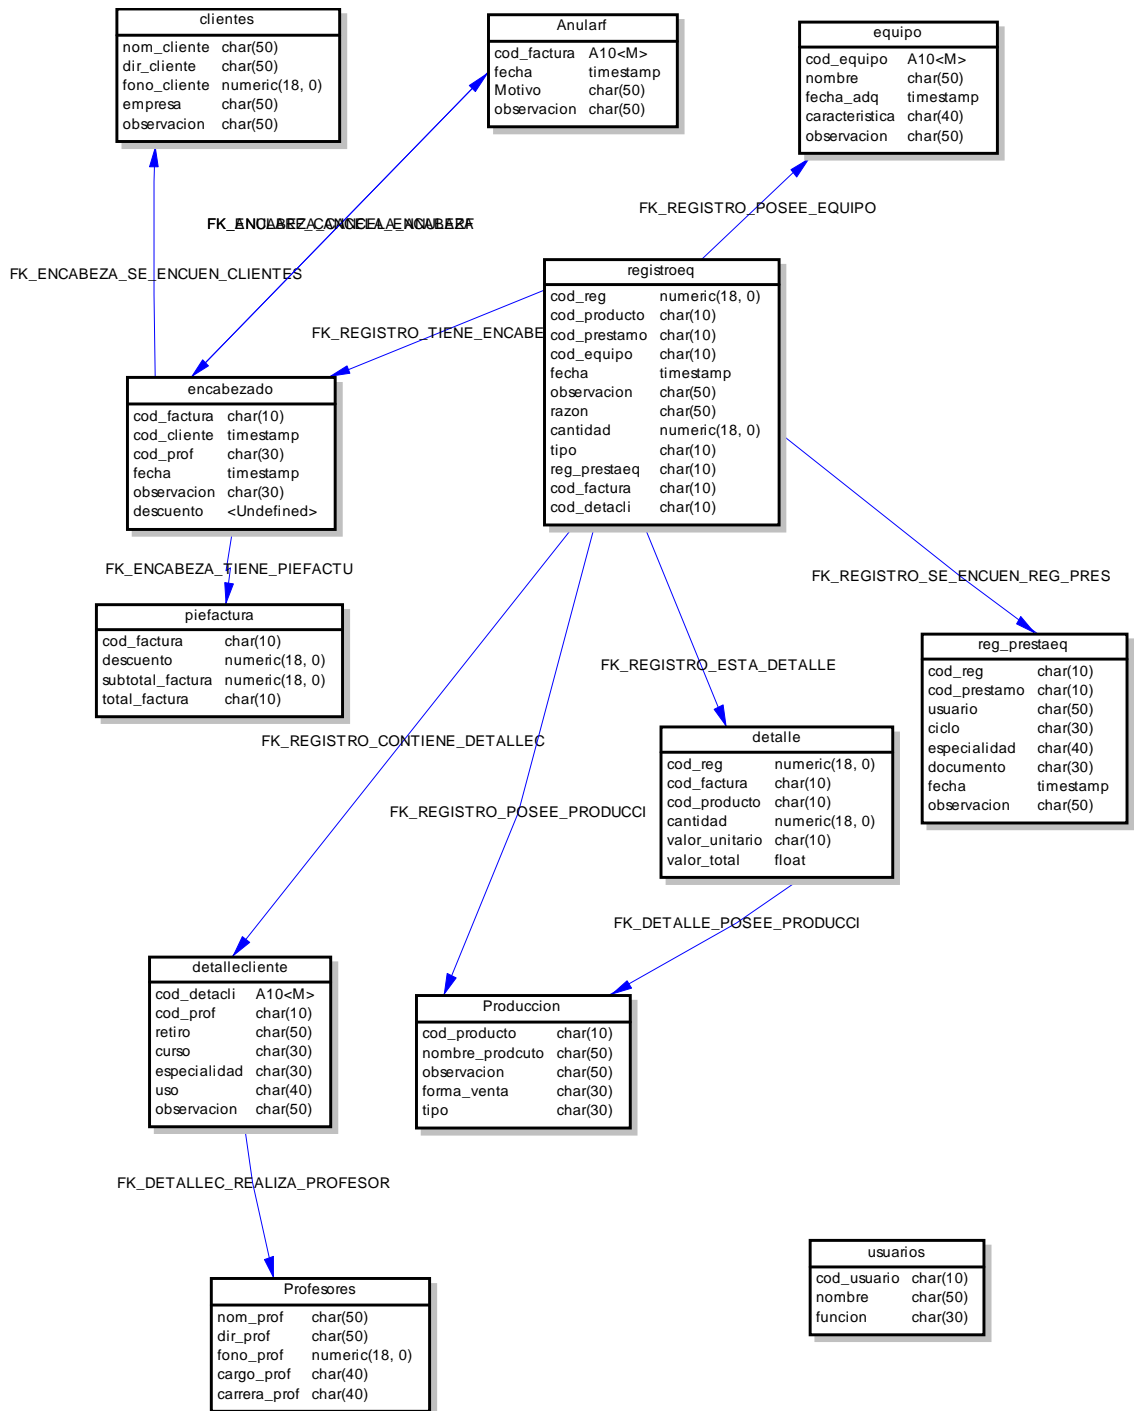 clientes
nom_cliente char(50)
dir_cliente char(50)
fono_cliente numeric(18, 0)
empresa char(50)
observacion char(50)
Anularf
cod_factura A10<M>
fecha timestamp
Motivo char(50)
observacion char(50)
equipo
cod_equipo A10<M>
nombre char(50)
fecha_adq timestamp
caracteristica char(40)
observacion char(50)
FK_REGISTRO_POSEE_EQUIPO
FK_ENCABEZA_SE_ENCUEN_CLIENTES
FK_REGISTRO_TIENE_ENCABE
registroeq
cod_reg numeric(18, 0)
cod_producto char(10)
cod_prestamo char(10)
cod_equipo char(10)
fecha timestamp
observacion char(50)
razon char(50)
cantidad numeric(18, 0)
tipo char(10)
reg_prestaeq char(10)
cod_factura char(10)
cod_detacli char(10)
encabezado
cod_factura char(10)
cod_cliente timestamp
cod_prof char(30)
fecha timestamp
observacion char(30)
descuento <Undefined>
FK_ENCABEZA_TIENE_PIEFACTU
FK_REGISTRO_SE_ENCUEN_REG_PRES
piefactura
cod_factura char(10)
descuento numeric(18, 0)
subtotal_factura numeric(18, 0)
total_factura char(10)
reg_prestaeq
cod_reg char(10)
cod_prestamo char(10)
usuario char(50)
ciclo char(30)
especialidad char(40)
documento char(30)
fecha timestamp
observacion char(50)
FK_REGISTRO_ESTA_DETALLE
FK_REGISTRO_CONTIENE_DETALLEC
detalle
cod_reg numeric(18, 0)
cod_factura char(10)
cod_producto char(10)
cantidad numeric(18, 0)
valor_unitario char(10)
valor_total float
FK_REGISTRO_POSEE_PRODUCCI
FK_DETALLE_POSEE_PRODUCCI
detallecliente
cod_detacli A10<M>
cod_prof char(10)
retiro char(50)
curso char(30)
especialidad char(30)
uso char(40)
observacion char(50)
Produccion
cod_producto char(10)
nombre_prodcuto char(50)
observacion char(50)
forma_venta char(30)
tipo char(30)
FK_DETALLEC_REALIZA_PROFESOR
usuarios
cod_usuario char(10)
nombre char(50)
funcion char(30)
Profesores
nom_prof char(50)
dir_prof char(50)
fono_prof numeric(18, 0)
cargo_prof char(40)
carrera_prof char(40)